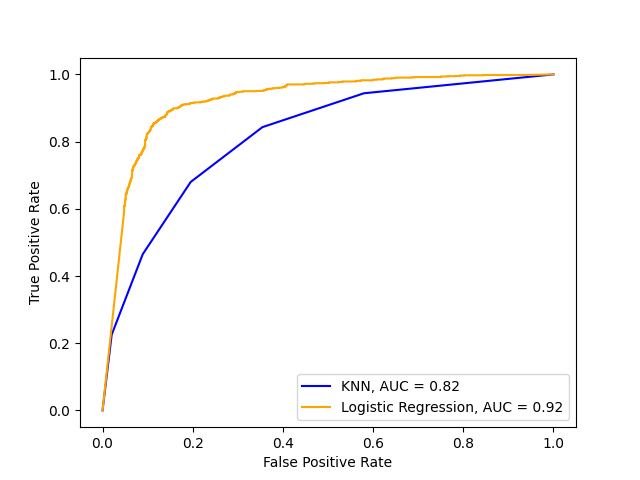 1.0
0.8
0.6
0.4
0.2
0.0
True Positive Rate
KNN, AUC = 0.82
Logistic Regression, AUC = 0.92
0.0 0.2 0.4 0.6 0.8 1.0
False Positive Rate